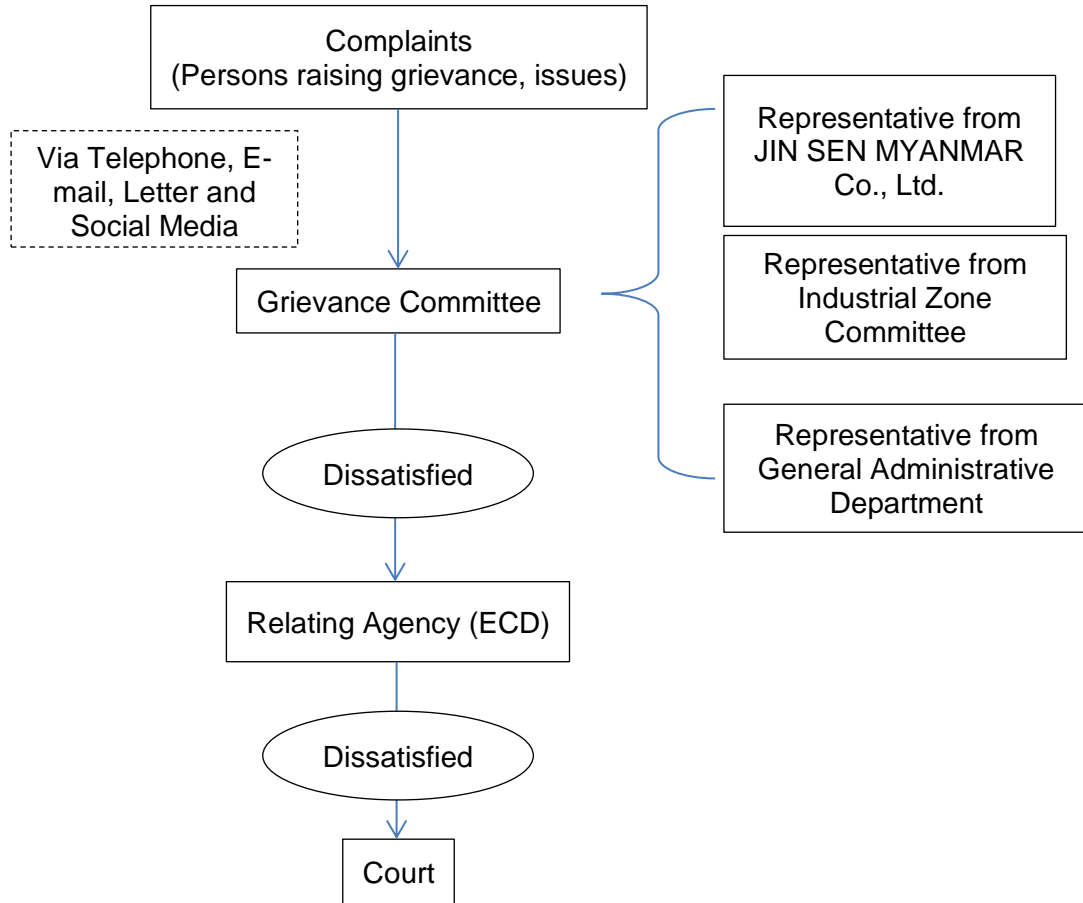 Complaints
(Persons raising grievance, issues)
Via Telephone, E-
mail, Letter and
Social Media
Grievance Committee
Representative from
JIN SEN MYANMAR
Co., Ltd.
Representative from
Industrial Zone
Committee
Representative from
General Administrative
Department
Dissatisfied
Relating Agency (ECD)
Dissatisfied
Court